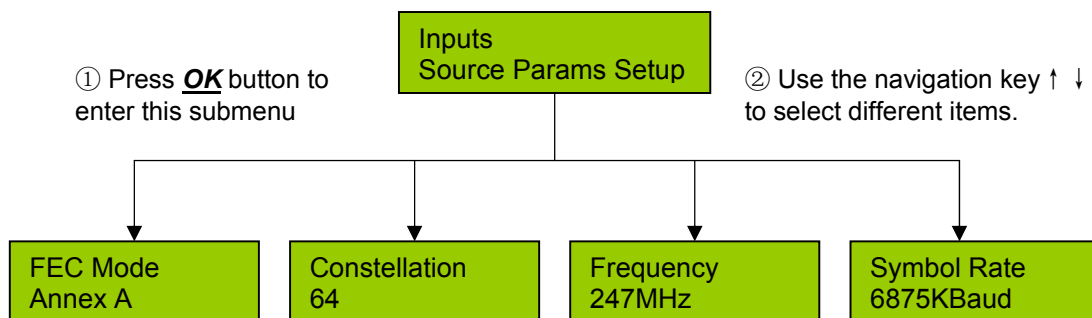 Inputs
Source Params Setup
① Press OK button to
enter this submenu
② Use the navigation key ↑ ↓
to select different items.
FEC Mode
Annex A
Constellation
64
Frequency
247MHz
Symbol Rate
6875KBaud